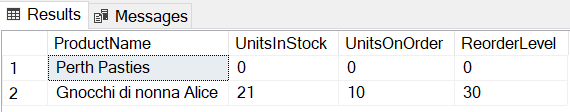 Results Messages
ProductName UnitsInStock UnitsOnOrder ReorderLevel
1 Perth Pasties 0 0 0
2 Gnocchi di nonna Alice 21 10 30